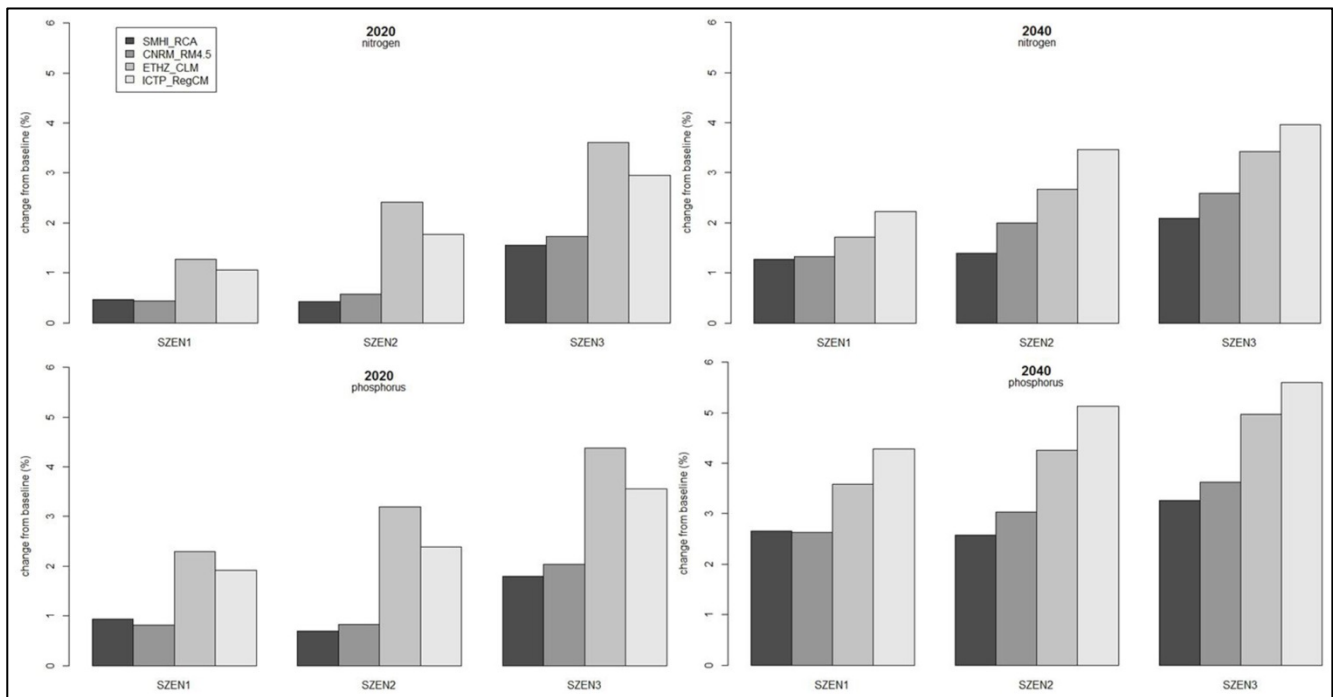 2020
nitrogen
SMHI_RCA
CNRM_RM4.5
ETHZ_CLM
ICTP_RegCM
change from baseline (%)
6
5
4
3
2
1
0
SZEN1
SZEN2
SZEN3
2040
nitrogen
change from baseline (%)
6
5
4
3
2
1
0
SZEN1
SZEN2
SZEN3
2020
phosphorus
change from baseline (%)
6
5
4
3
2
1
0
SZEN1
SZEN2
SZEN3
2040
phosphorus
change from baseline (%)
6
5
4
3
2
1
0
SZEN1
SZEN2
SZEN3